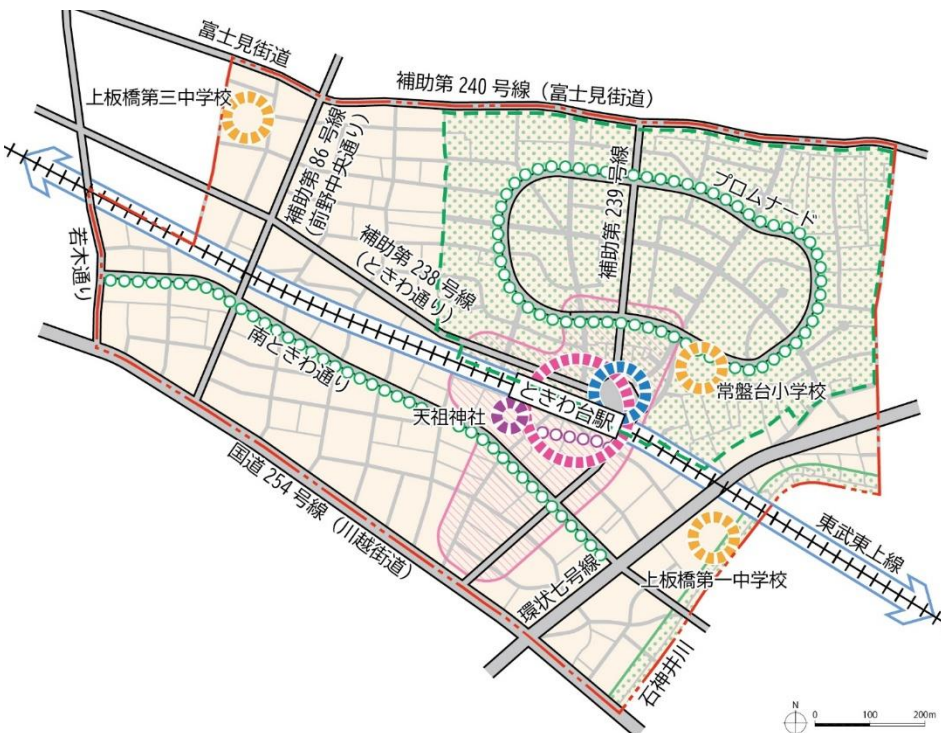 富士見街道
上板橋第三中学校
補助第 240 号線（富士見街道）
補助第 86 号線
（前野中央通り）
補助第 239 号線
プロムナード
若木通り
補助第 238 号線
（ときわ通り）
南ときわ通り
天祖神社
ときわ台駅
常盤台小学校
国道 254 号線（川越街道）
環状七号線
上板橋第一中学校
東武東上線
石神井川
N
0 100 200m